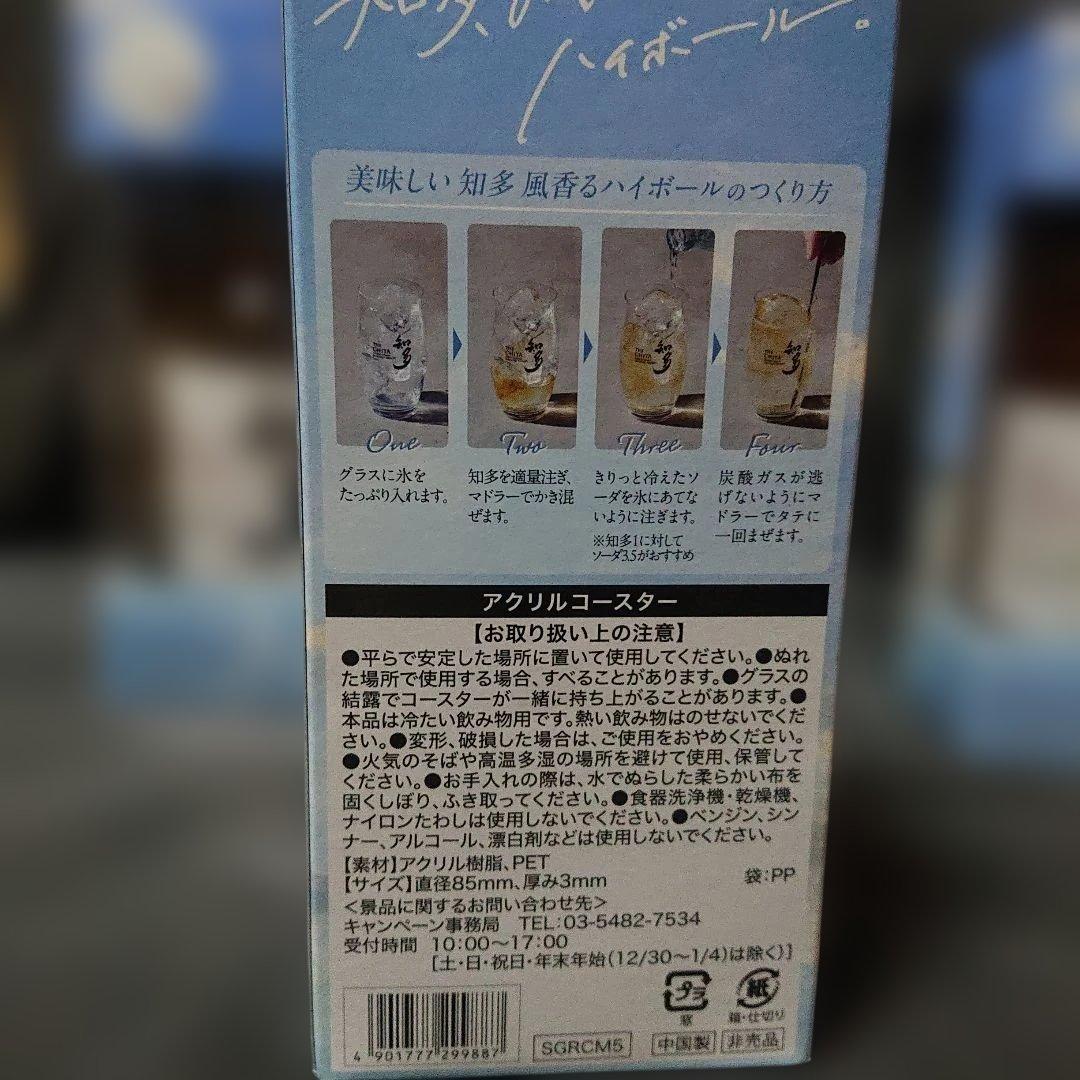 ハイボール。
美味しい 知多 風香るハイボールのつくり方
知多
THE CHITA
知多
THE CHITA
知多
THE CHITA
知多
THE CHITA
One
Two
Three
Four
グラスに氷を
たっぷり入れます。
知多を適量注ぎ、
マドラーでかき混
ぜます。
きりっと冷えたソ
ーダを氷にあてな
いように注ぎます。
※知多1に対して
ソーダ3.5がおすすめ
炭酸ガスが逃
げないようにマ
ドラーでタテに
一回まぜます。
アクリルコースター
【お取り扱い上の注意】
●平らで安定した場所に置いて使用してください。●ぬれ
た場所で使用する場合、すべることがあります。●グラスの
結露でコースターが一緒に持ち上がることがあります。●
本品は冷たい飲み物用です。熱い飲み物はのせないでくだ
さい。●変形、破損した場合は、ご使用をおやめください。
●火気のそばや高温多湿の場所を避けて使用、保管して
ください。●お手入れの際は、水でぬらした柔らかい布を
固くしぼり、ふき取ってください。●食器洗浄機・乾燥機、
ナイロンたわしは使用しないでください。●ベンジン、シン
ナー、アルコール、漂白剤などは使用しないでください。
【素材】アクリル樹脂、PET
【サイズ】直径85mm、厚み3mm 袋:PP
<景品に関するお問い合わせ先>
キャンペーン事務局 TEL:03-5482-7534
受付時間 10:00〜17:00
[土・日・祝日・年末年始(12/30〜1/4)は除く)]
プラ
窓
紙
箱・仕切り
4 901777 299887
SGRCM5
中国製
非売品